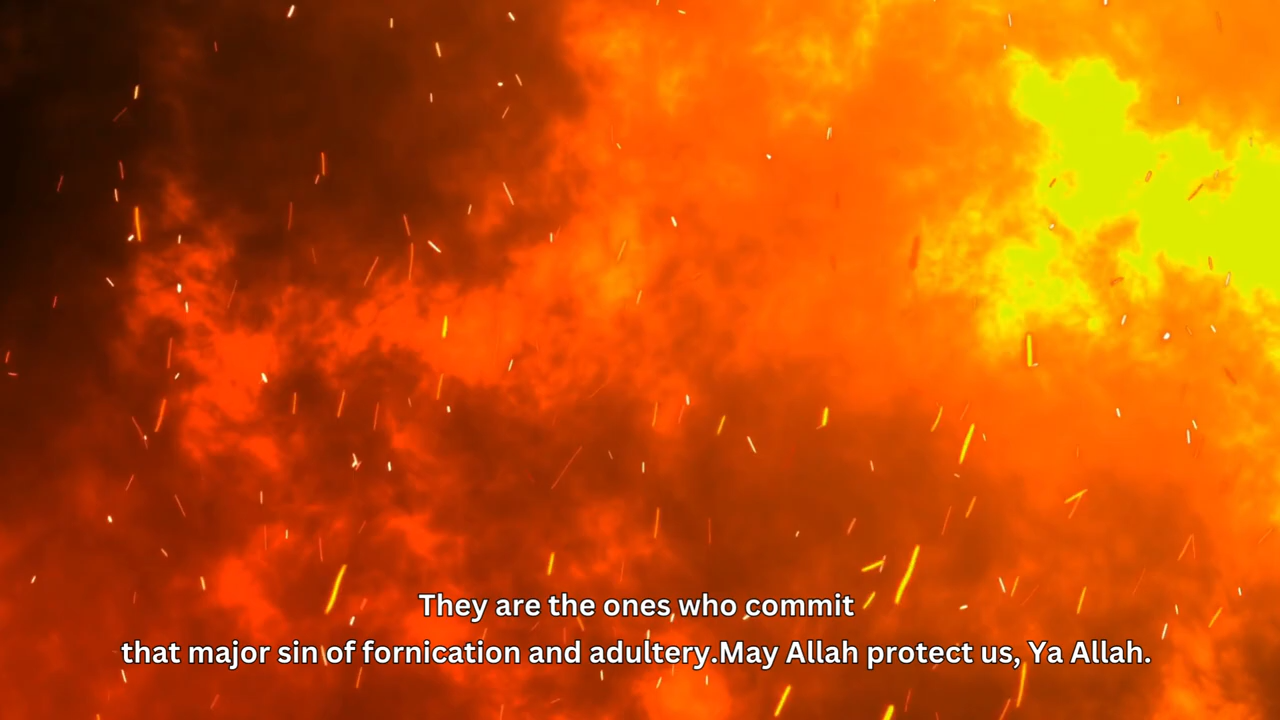 They are the ones who commit
that major sin of fornication and adultery.May Allah protect us, Ya Allah.